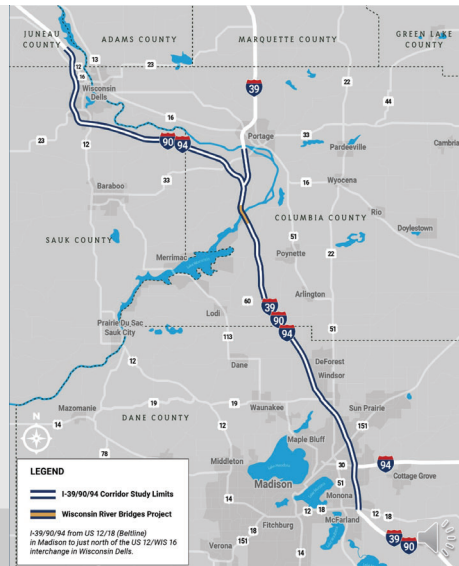 JUNEAU
COUNTY
ADAMS COUNTY
MARQUETTE COUNTY
GREEN LAKE
COUNTY
12
13
16
23
39
22
44
Wisconsin
Dells
16
Portage
33
Pardeeville
Cambria
23
12
90
94
33
16
Wyocena
Baraboo
COLUMBIA COUNTY
Rio
Doylestown
SAUK COUNTY
51
22
Merrimac
Poynette
60
39
90
94
Arlington
Lodi
51
Prairie Du Sac
Sauk City
113
12
Dane
DeForest
Windsor
Mazomanie
19
19
Waunakee
Sun Prairie
DANE COUNTY
14
12
113
151
N
Maple Bluff
78
Middleton
30
94
Madison
51
Cottage Grove
Monona
14
12
18
12
18
McFarland
Fitchburg
39
90
18
151
Verona
14
51
LEGEND
I-39/90/94 Corridor Study Limits
Wisconsin River Bridges Project
I-39/90/94 from US 12/18 (Beltline)
in Madison to just north of the US 12/WIS 16
interchange in Wisconsin Dells.